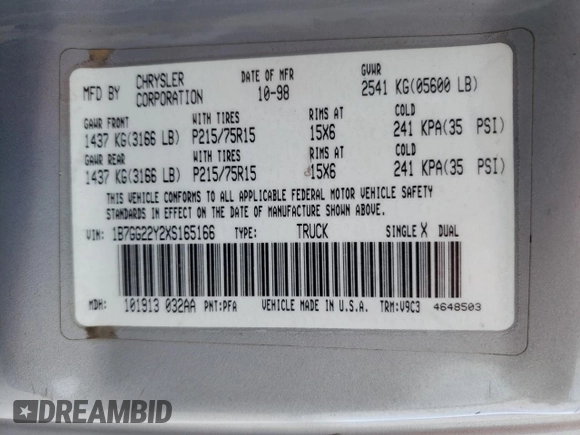 MFD BY CHRYSLER CORPORATION DATE OF MFR 10-98 GVWR 2541 KG(05600 LB)
GAWR FRONT WITH TIRES RIMS AT COLD
1437 KG(3166 LB) P215/75R15 15X6 241 KPA(35 PSI)
GAWR REAR WITH TIRES RIMS AT COLD
1437 KG(3166 LB) P215/75R15 15X6 241 KPA(35 PSI)
THIS VEHICLE CONFORMS TO ALL APPLICABLE FEDERAL MOTOR VEHICLE SAFETY
STANDARDS IN EFFECT ON THE DATE OF MANUFACTURE SHOWN ABOVE.
VIN: 1B7GG22Y2XS165166 TYPE: TRUCK SINGLE X DUAL
MDH: 101913 032AA PNT:PFA VEHICLE MADE IN U.S.A. TRM:V9C3 4648503
DREAMBID